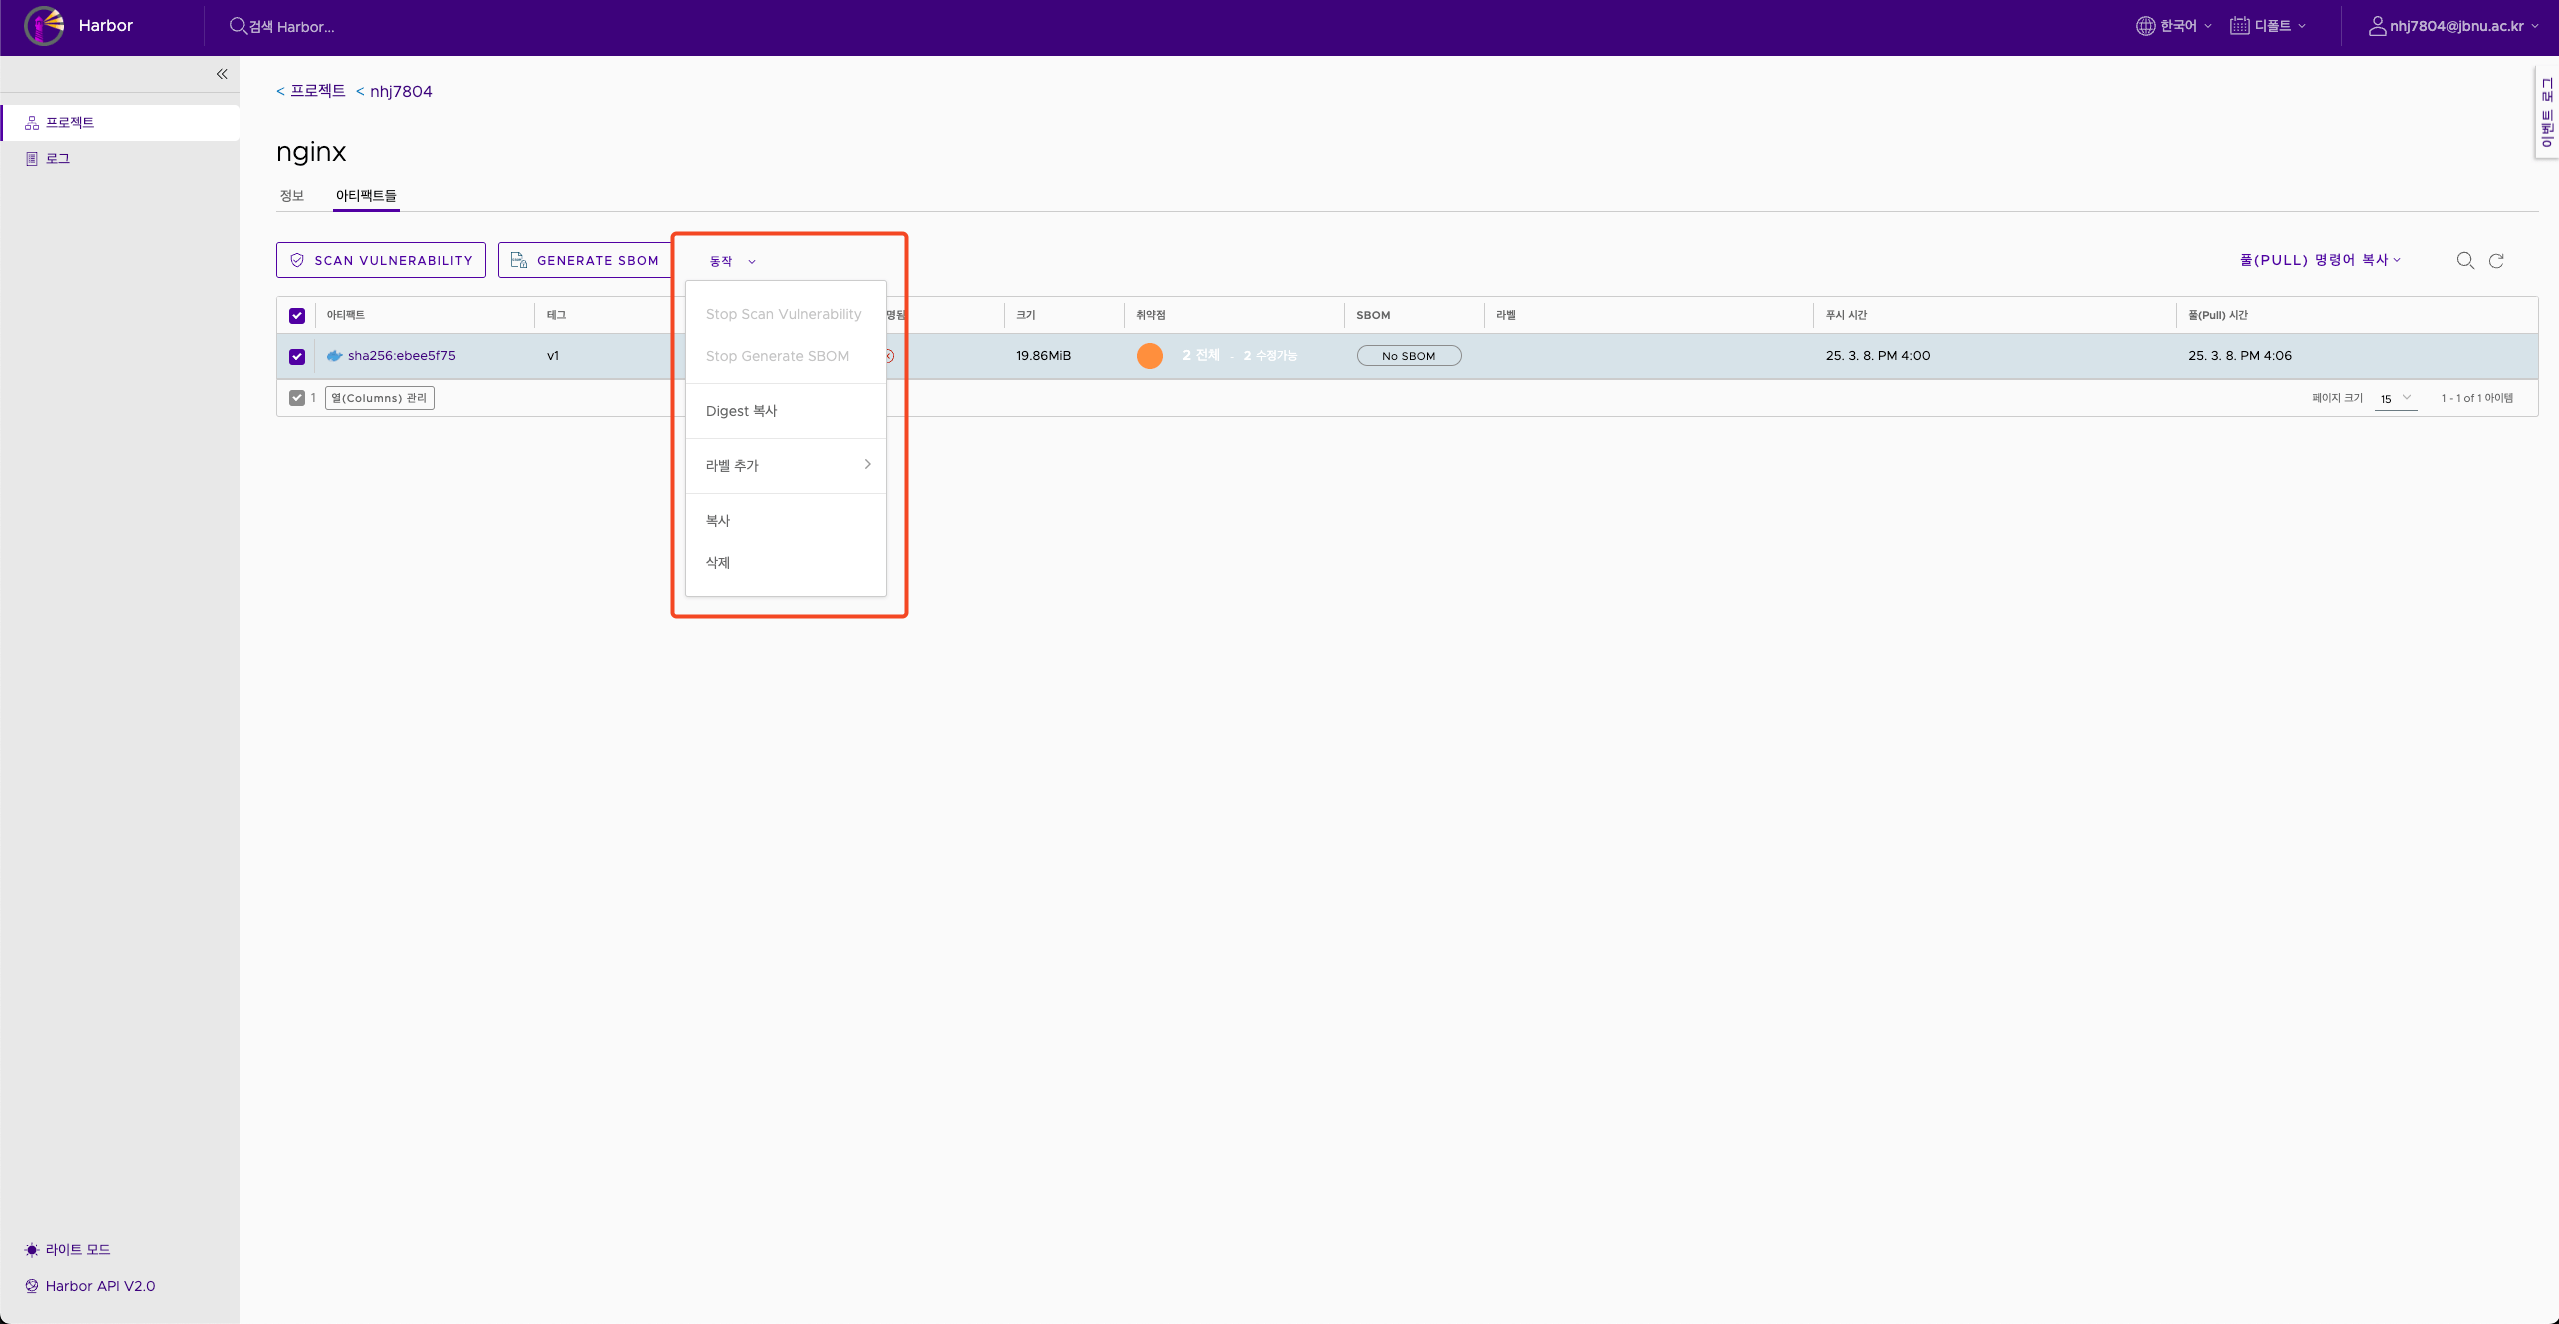 Harbor
검색 Harbor...
한국어
디폴트
nhj7804@jbnu.ac.kr
이벤트 로그
프로젝트
로그
< 프로젝트 < nhj7804
nginx
정보
아티팩트들
SCAN VULNERABILITY
GENERATE SBOM
동작
풀(PULL) 명령어 복사
아티팩트 태그 명됨 크기 취약점 SBOM 라벨 푸시 시간 풀(Pull) 시간
sha256:ebee5f75 v1 19.86MiB 2 전체 - 2 수정가능 No SBOM 25. 3. 8. PM 4:00 25. 3. 8. PM 4:06
1 열(Columns) 관리 페이지 크기 15 1 - 1 of 1 아이템
Stop Scan Vulnerability
Stop Generate SBOM
Digest 복사
라벨 추가
복사
삭제
라이트 모드
Harbor API V2.0